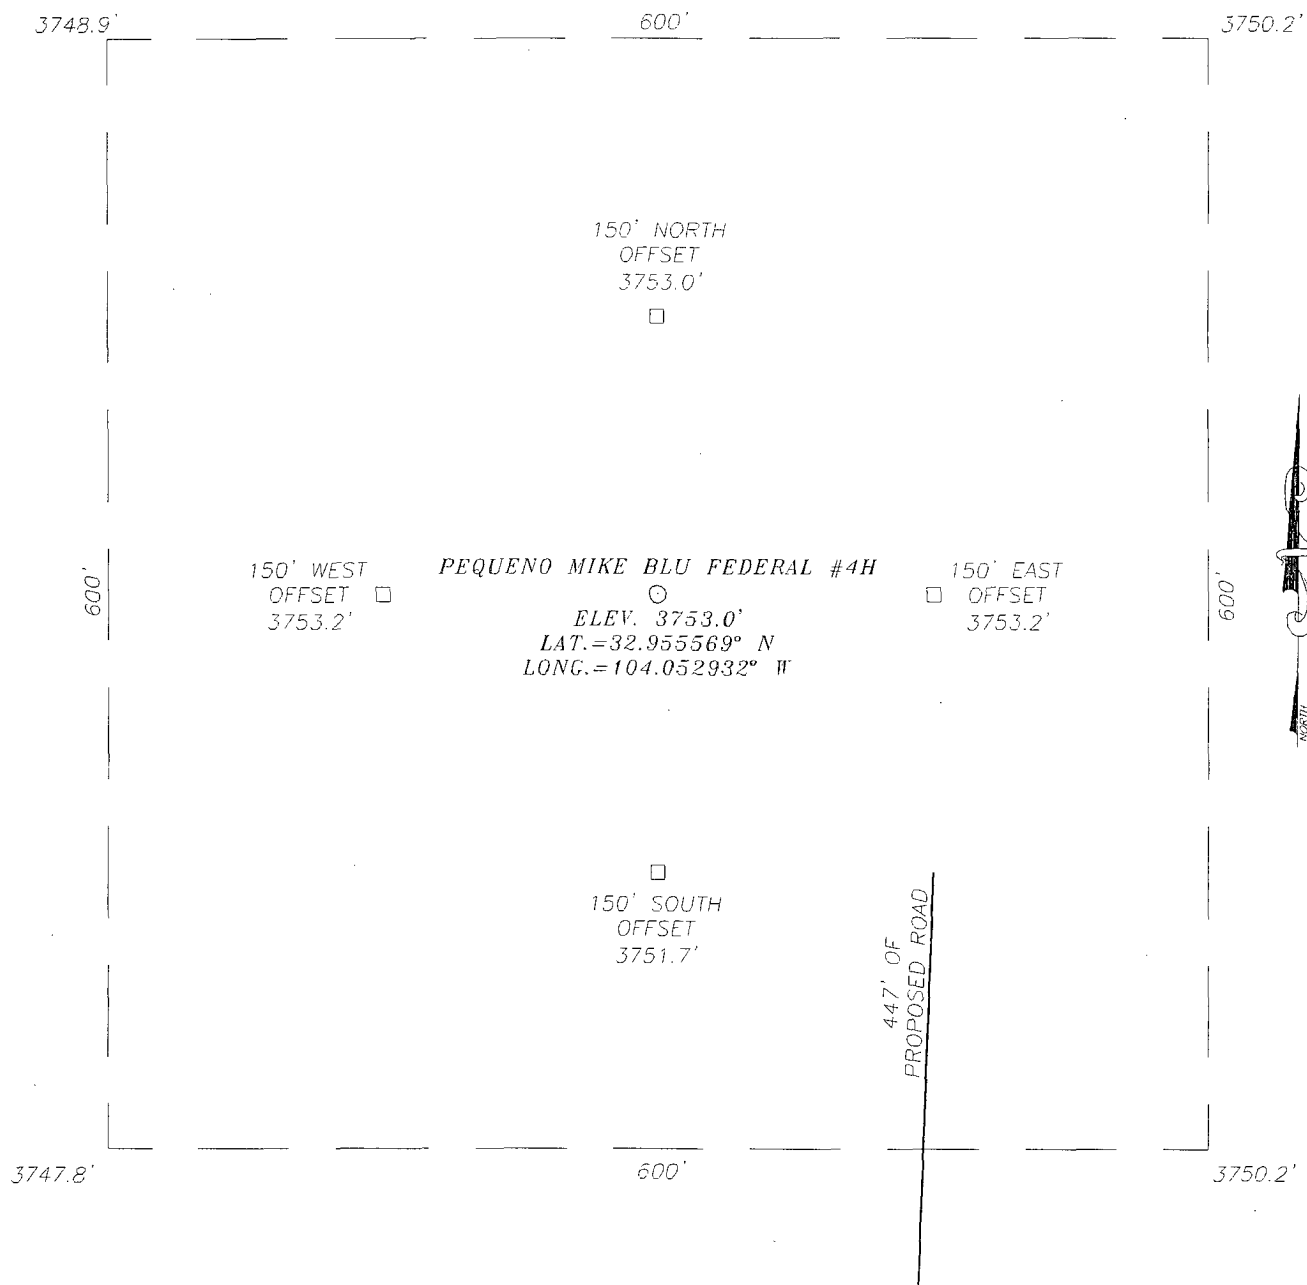 3748.9' 600' 3750.2'
150' NORTH
OFFSET
3753.0'
600'
150' WEST
OFFSET
3753.2'
PEQUENO MIKE BLU FEDERAL #4H
ELEV. 3753.0'
LAT.=32.955569° N
LONG.=104.052932° W
150' EAST
OFFSET
3753.2'
600'
NORTH
150' SOUTH
OFFSET
3751.7'
447' OF
PROPOSED ROAD
3747.8' 600' 3750.2'